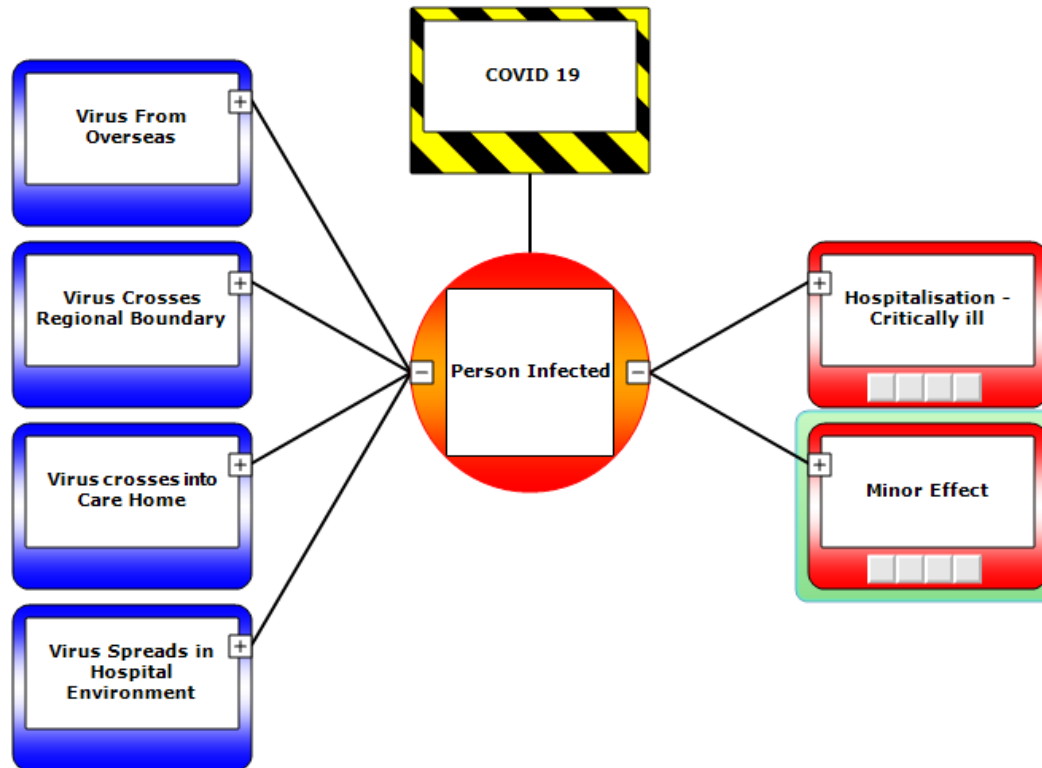 COVID 19
Virus From
Overseas
Virus Crosses
Regional Boundary
Virus crosses into
Care Home
Virus Spreads in
Hospital
Environment
Person Infected
Hospitalisation -
Critically ill
Minor Effect